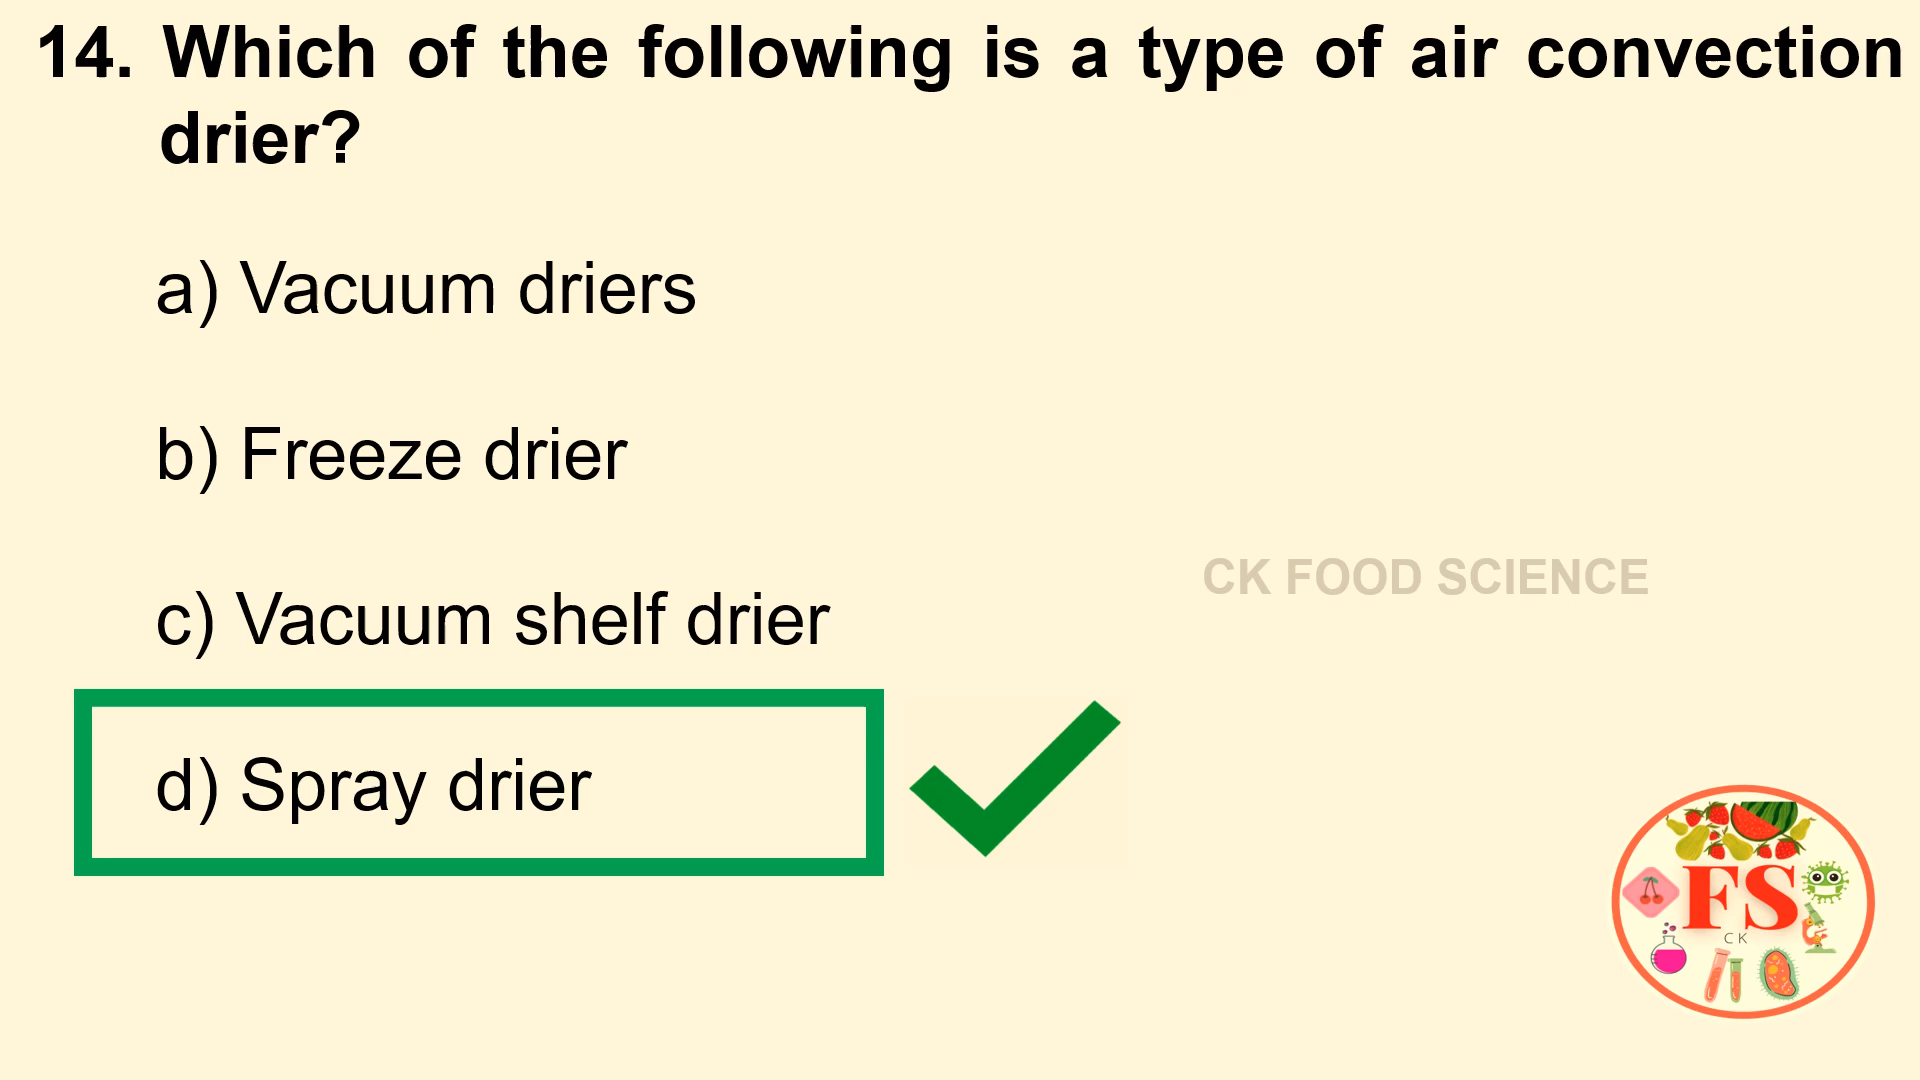 14. Which of the following is a type of air convection
drier?
a) Vacuum driers
b) Freeze drier
c) Vacuum shelf drier
CK FOOD SCIENCE
d) Spray drier
FS
CK